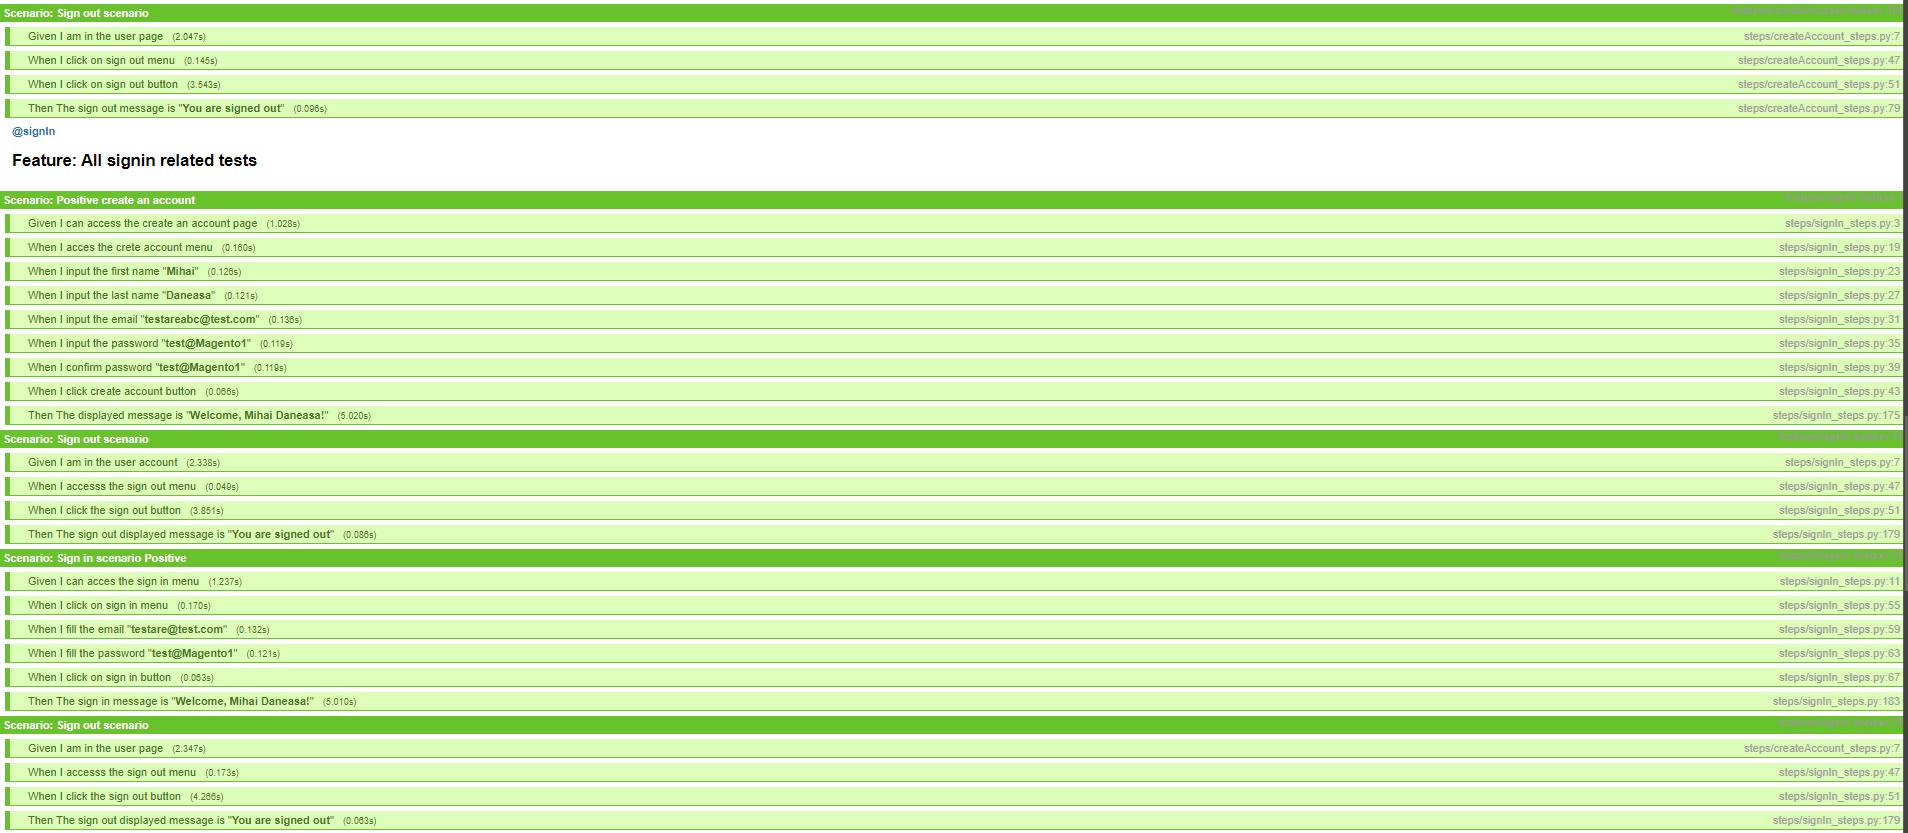 Scenario: Sign out scenario
Given I am in the user page (2.047s) steps/createAccount_steps.py:7
When I click on sign out menu (0.145s) steps/createAccount_steps.py:47
When I click on sign out button (3.543s) steps/createAccount_steps.py:51
Then The sign out message is "You are signed out" (0.096s) steps/createAccount_steps.py:79
@signIn
Feature: All signin related tests
Scenario: Positive create an account
Given I can access the create an account page (1.028s) steps/signIn_steps.py:3
When I acces the crete account menu (0.160s) steps/signIn_steps.py:19
When I input the first name "Mihai" (0.126s) steps/signIn_steps.py:23
When I input the last name "Daneasa" (0.121s) steps/signIn_steps.py:27
When I input the email "testareabc@test.com" (0.136s) steps/signIn_steps.py:31
When I input the password "test@Magento1" (0.119s) steps/signIn_steps.py:35
When I confirm password "test@Magento1" (0.119s) steps/signIn_steps.py:39
When I click create account button (0.066s) steps/signIn_steps.py:43
Then The displayed message is "Welcome, Mihai Daneasa!" (5.020s) steps/signIn_steps.py:175
Scenario: Sign out scenario
Given I am in the user account (2.338s) steps/signIn_steps.py:7
When I accesss the sign out menu (0.049s) steps/signIn_steps.py:47
When I click the sign out button (3.851s) steps/signIn_steps.py:51
Then The sign out displayed message is "You are signed out" (0.086s) steps/signIn_steps.py:179
Scenario: Sign in scenario Positive
Given I can acces the sign in menu (1.237s) steps/signIn_steps.py:11
When I click on sign in menu (0.170s) steps/signIn_steps.py:55
When I fill the email "testare@test.com" (0.132s) steps/signIn_steps.py:59
When I fill the password "test@Magento1" (0.121s) steps/signIn_steps.py:63
When I click on sign in button (0.063s) steps/signIn_steps.py:67
Then The sign in message is "Welcome, Mihai Daneasa!" (5.010s) steps/signIn_steps.py:183
Scenario: Sign out scenario
Given I am in the user page (2.347s) steps/createAccount_steps.py:7
When I accesss the sign out menu (0.173s) steps/signIn_steps.py:47
When I click the sign out button (4.266s) steps/signIn_steps.py:51
Then The sign out displayed message is "You are signed out" (0.063s) steps/signIn_steps.py:179